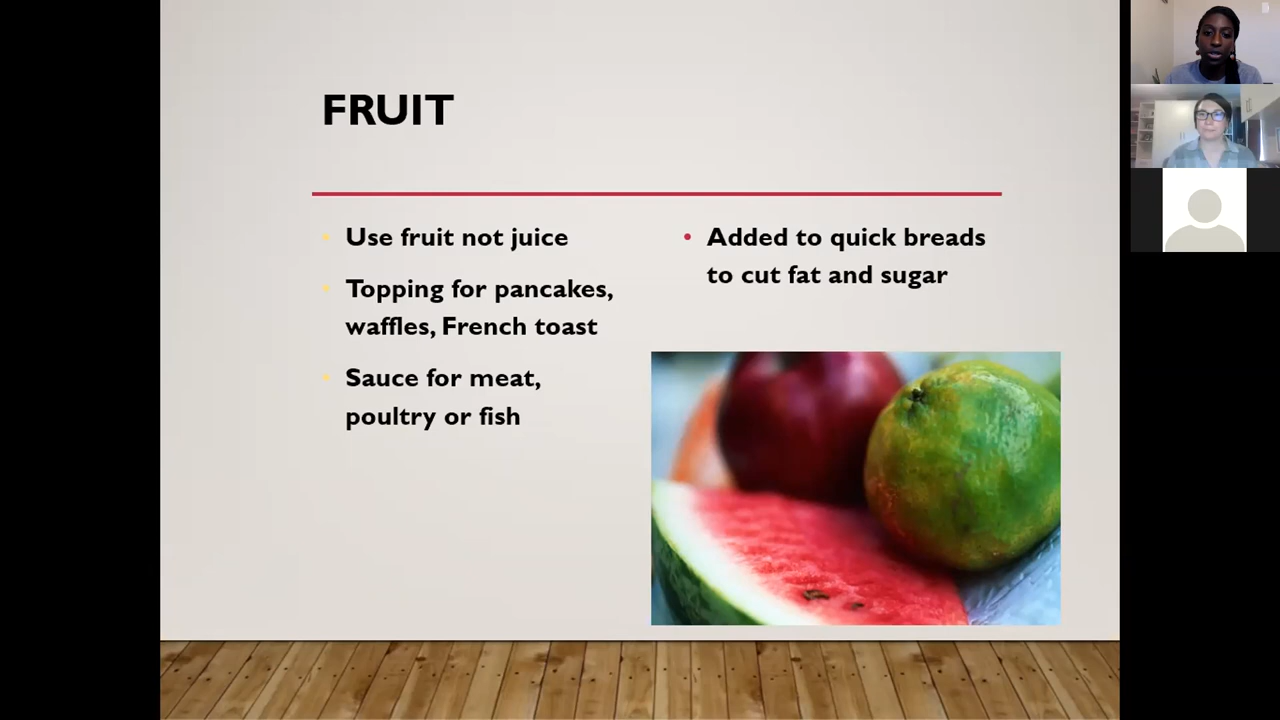 FRUIT
Use fruit not juice
Topping for pancakes,
waffles, French toast
Sauce for meat,
poultry or fish
Added to quick breads
to cut fat and sugar